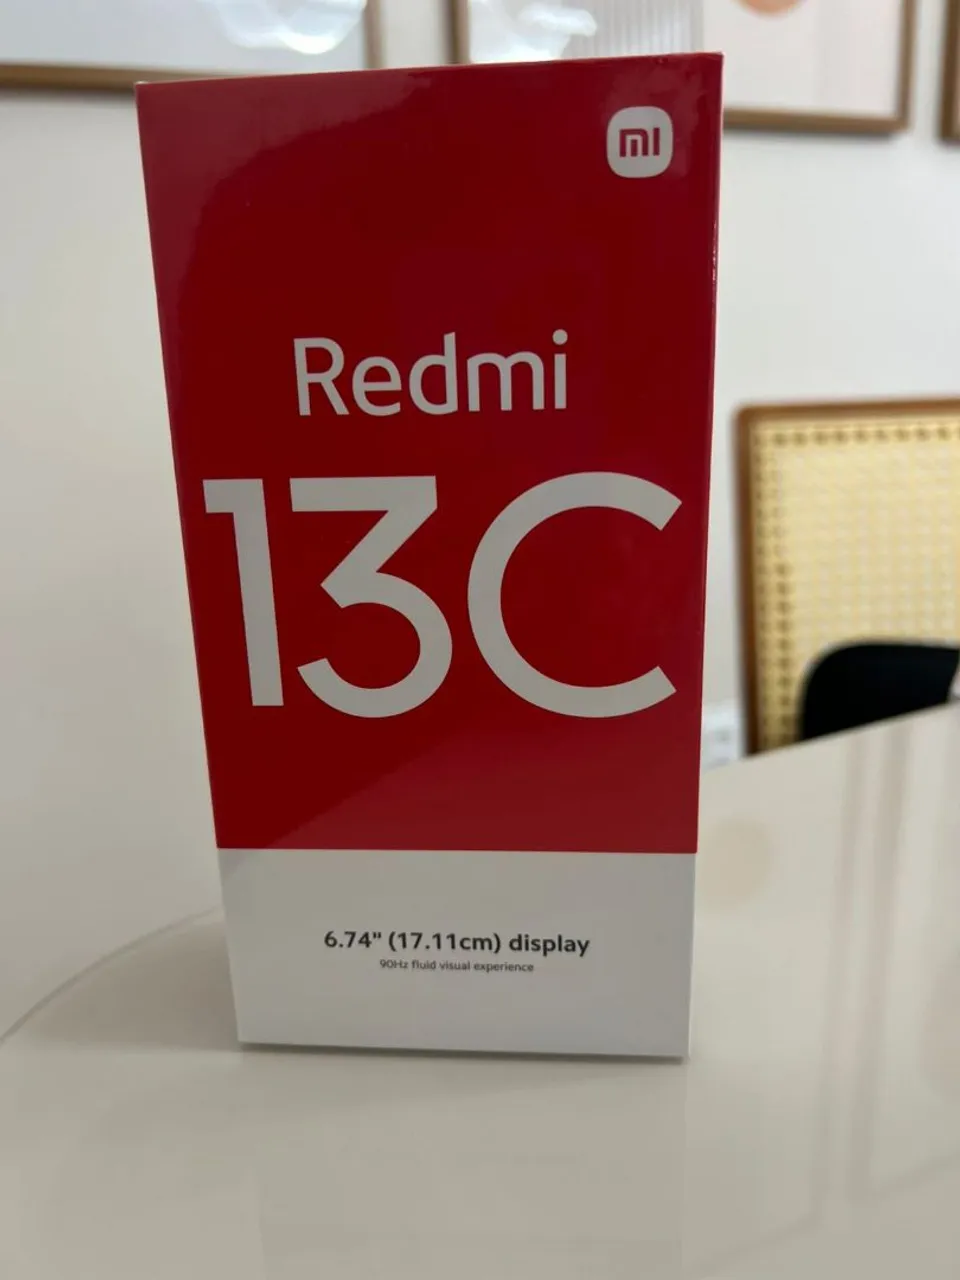 mi
Redmi
13C
6.74" (17.11cm) display
90Hz fluid visual experience